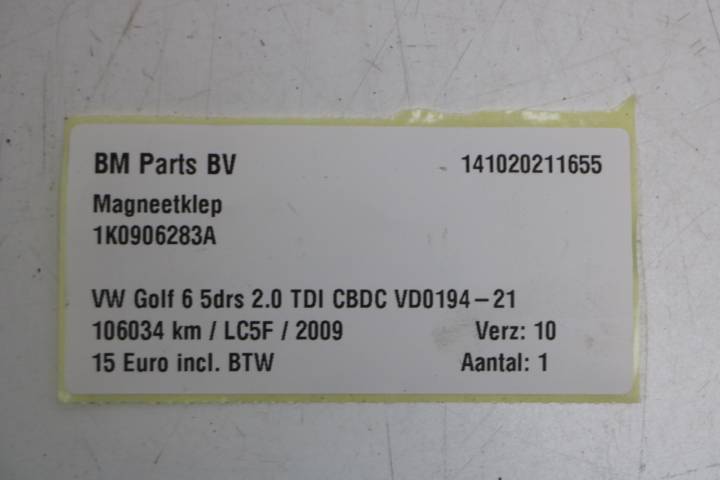 BM Parts BV 141020211655
Magneetklep
1K0906283A
VW Golf 6 5drs 2.0 TDI CBDC VD0194-21
106034 km / LC5F / 2009 Verz: 10
15 Euro incl. BTW Aantal: 1